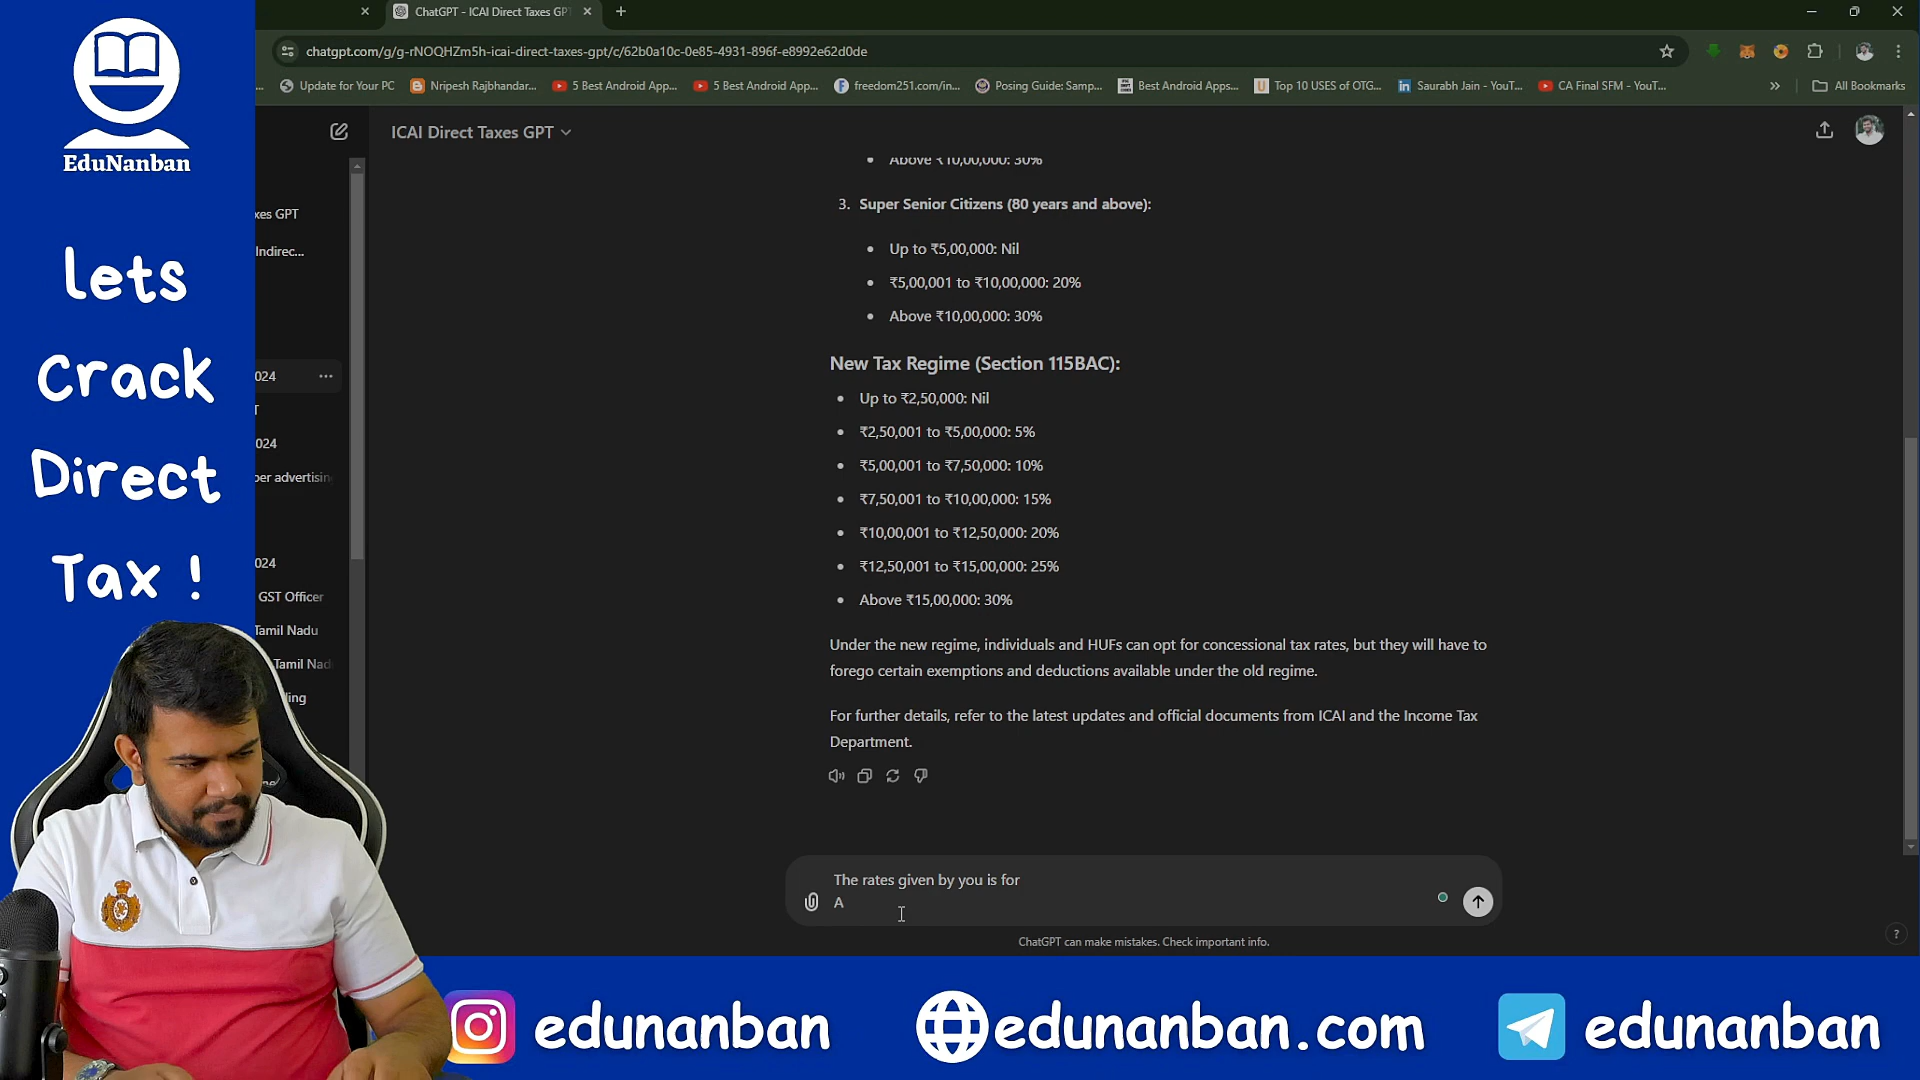 ChatGPT - ICAI Direct Taxes GPT
chatgpt.com/g/g-rNOQHZm5h-icai-direct-taxes-gpt/c/62b0a10c-0e85-4931-896f-e8992e62d0de
... Update for Your PC Nripesh Rajbhandar... 5 Best Android App... 5 Best Android App... freedom251.com/in... Posing Guide: Samp... Best Android Apps... Top 10 USES of OTG... Saurabh Jain - YouT... CA Final SFM - YouT... » All Bookmarks
EduNanban
lets
Crack
Direct
Tax !
xes GPT
Indirec...
024
T
024
per advertising
024
GST Officer
Tamil Nadu
Tamil Nad
ling
ICAI Direct Taxes GPT
Above ₹10,00,000: 30%
3. Super Senior Citizens (80 years and above):
Up to ₹5,00,000: Nil
₹5,00,001 to ₹10,00,000: 20%
Above ₹10,00,000: 30%
New Tax Regime (Section 115BAC):
Up to ₹2,50,000: Nil
₹2,50,001 to ₹5,00,000: 5%
₹5,00,001 to ₹7,50,000: 10%
₹7,50,001 to ₹10,00,000: 15%
₹10,00,001 to ₹12,50,000: 20%
₹12,50,001 to ₹15,00,000: 25%
Above ₹15,00,000: 30%
Under the new regime, individuals and HUFs can opt for concessional tax rates, but they will have to
forego certain exemptions and deductions available under the old regime.
For further details, refer to the latest updates and official documents from ICAI and the Income Tax
Department.
The rates given by you is for
A
ChatGPT can make mistakes. Check important info.
?
edunanban
edunanban.com
edunanban